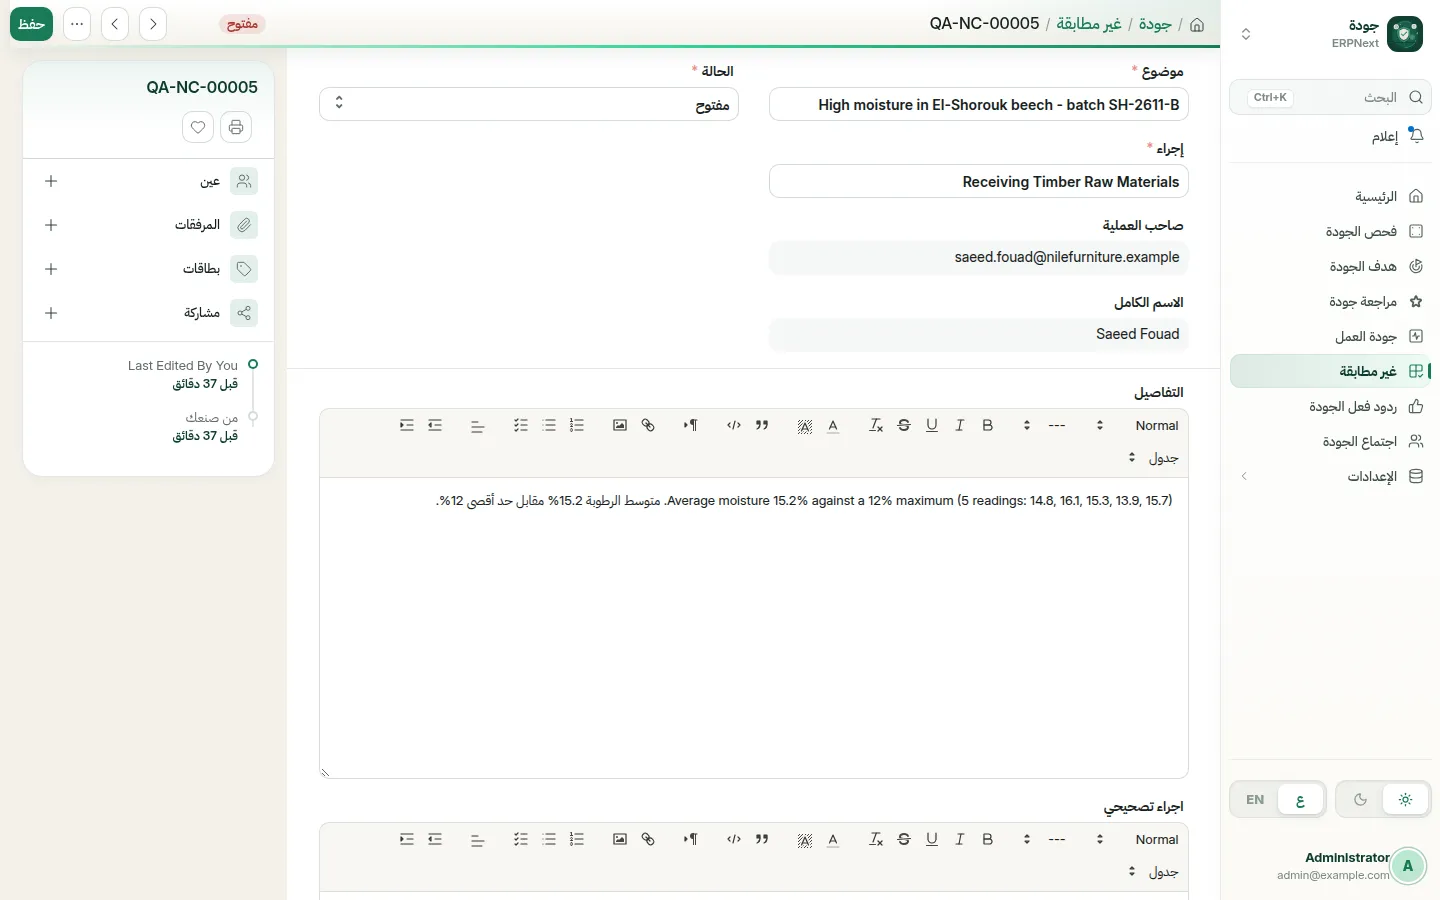 جودة
ERPNext
البحث
Ctrl+K
إعلام
الرئيسية
فحص الجودة
هدف الجودة
مراجعة جودة
جودة العمل
غير مطابقة
ردود فعل الجودة
اجتماع الجودة
الإعدادات
ع
EN
Administrator
admin@example.com
A
/ جودة / غير مطابقة / QA-NC-00005
مفتوح
حفظ
موضوع *
High moisture in El-Shorouk beech - batch SH-2611-B
الحالة *
مفتوح
إجراء *
Receiving Timber Raw Materials
صاحب العملية
saeed.fouad@nilefurniture.example
الاسم الكامل
Saeed Fouad
التفاصيل
Normal
---
جدول
Average moisture 15.2% against a 12% maximum (5 readings: 14.8, 16.1, 15.3, 13.9, 15.7). متوسط الرطوبة 15.2% مقابل حد أقصى 12%.
اجراء تصحيحي
Normal
---
جدول
QA-NC-00005
عين
المرفقات
بطاقات
مشاركة
Last Edited By You
قبل 37 دقائق
من صنعك
قبل 37 دقائق